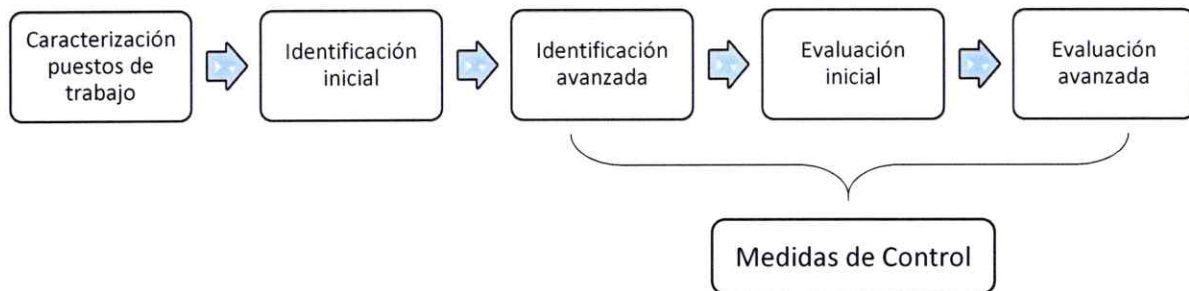 Caracterización
puestos de
trabajo
Identificación
inicial
Identificación
avanzada
Evaluación
inicial
Evaluación
avanzada
Medidas de Control